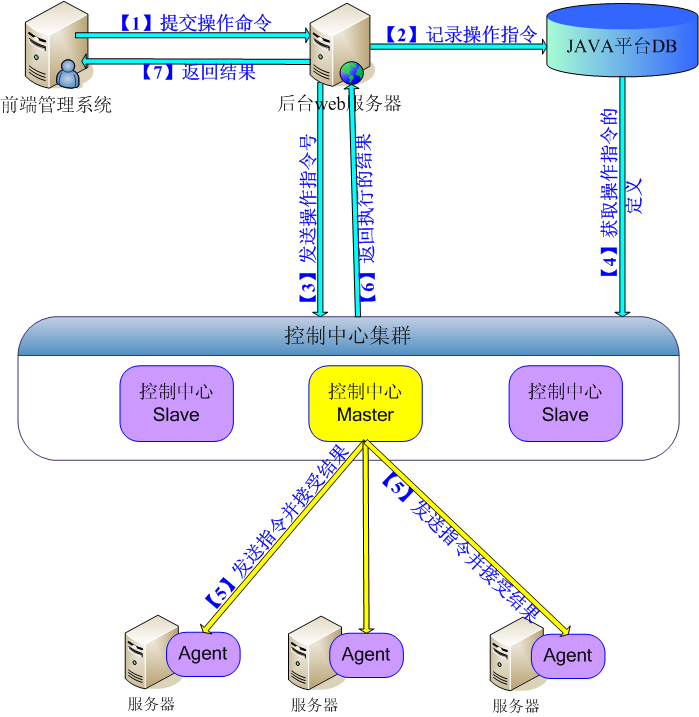 【1】提交操作命令
【2】记录操作指令
JAVA平台DB
【7】返回结果
前端管理系统
后台web服务器
【3】发送操作指令号
【6】返回执行的结果
【4】获取操作指令的
定义
控制中心集群
控制中心
Slave
控制中心
Master
控制中心
Slave
【5】发送指令并接受结果
【5】发送指令并接受结果
Agent
Agent
Agent
服务器
服务器
服务器